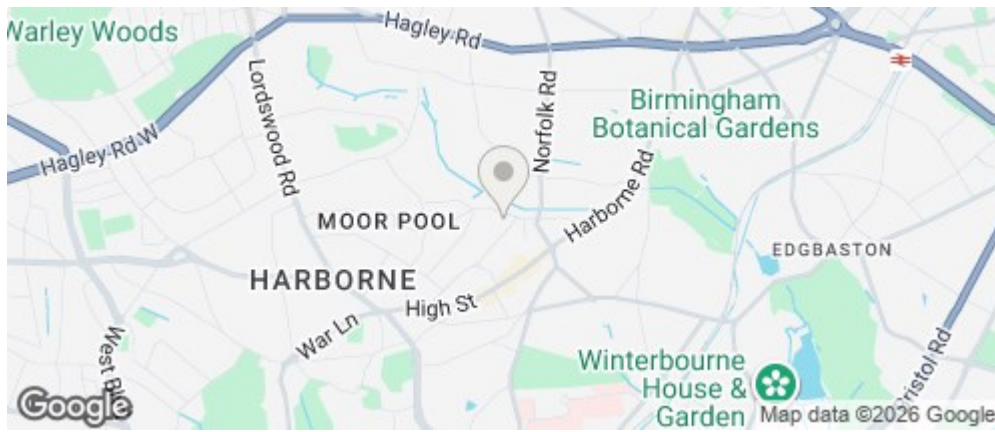 Warley Woods
Hagley Rd
Lordswood Rd
Norfolk Rd
Birmingham
Botanical Gardens
Hagley Rd W
Harborne Rd
MOOR POOL
EDGBASTON
HARBORNE
High St
War Ln
West Blvd
Winterbourne
House &
Garden
Bristol Rd
Google
Map data ©2026 Google